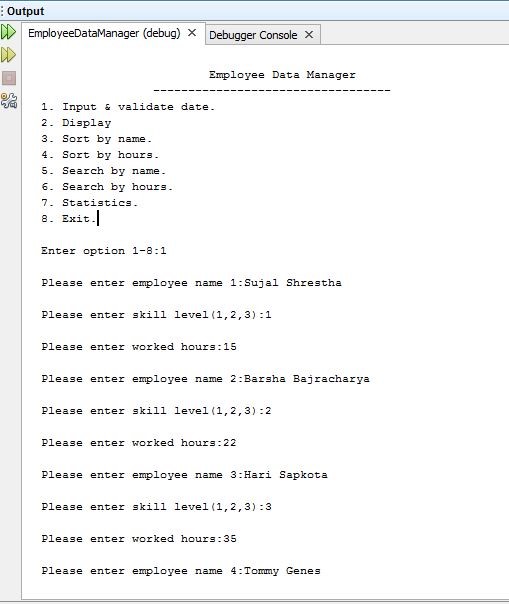 Output
EmployeeDataManager (debug) Debugger Console
Employee Data Manager
----------------------------------
1. Input & validate date.
2. Display
3. Sort by name.
4. Sort by hours.
5. Search by name.
6. Search by hours.
7. Statistics.
8. Exit.
Enter option 1-8:1
Please enter employee name 1:Sujal Shrestha
Please enter skill level(1,2,3):1
Please enter worked hours:15
Please enter employee name 2:Barsha Bajracharya
Please enter skill level(1,2,3):2
Please enter worked hours:22
Please enter employee name 3:Hari Sapkota
Please enter skill level(1,2,3):3
Please enter worked hours:35
Please enter employee name 4:Tommy Genes